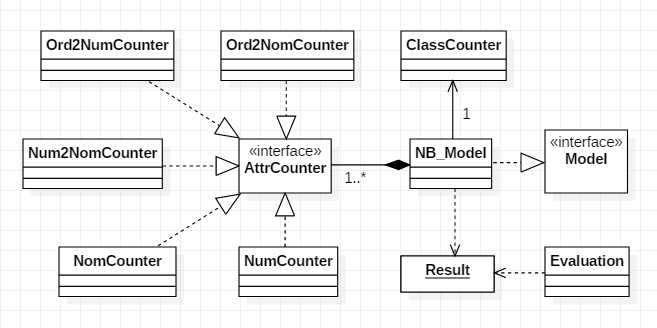 Ord2NumCounter
Ord2NomCounter
ClassCounter
1
Num2NomCounter
«interface»
AttrCounter
1..*
NB_Model
«interface»
Model
NomCounter
NumCounter
Result
Evaluation